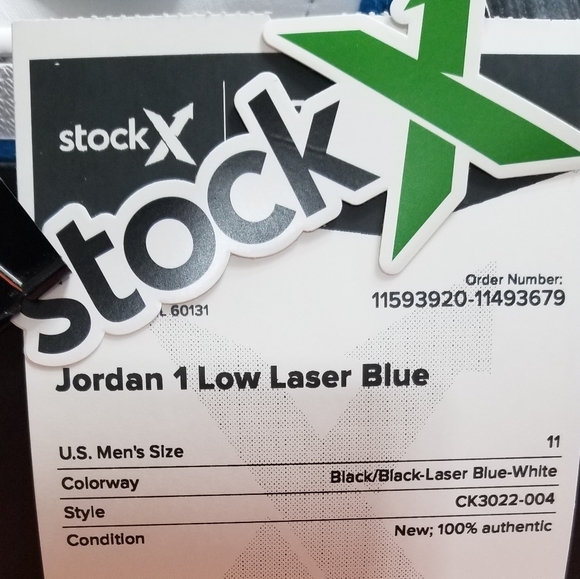 stockX
stockX
Order Number:
L 60131
11593920-11493679
Jordan 1 Low Laser Blue
U.S. Men's Size 11
Colorway Black/Black-Laser Blue-White
Style CK3022-004
Condition New; 100% authentic